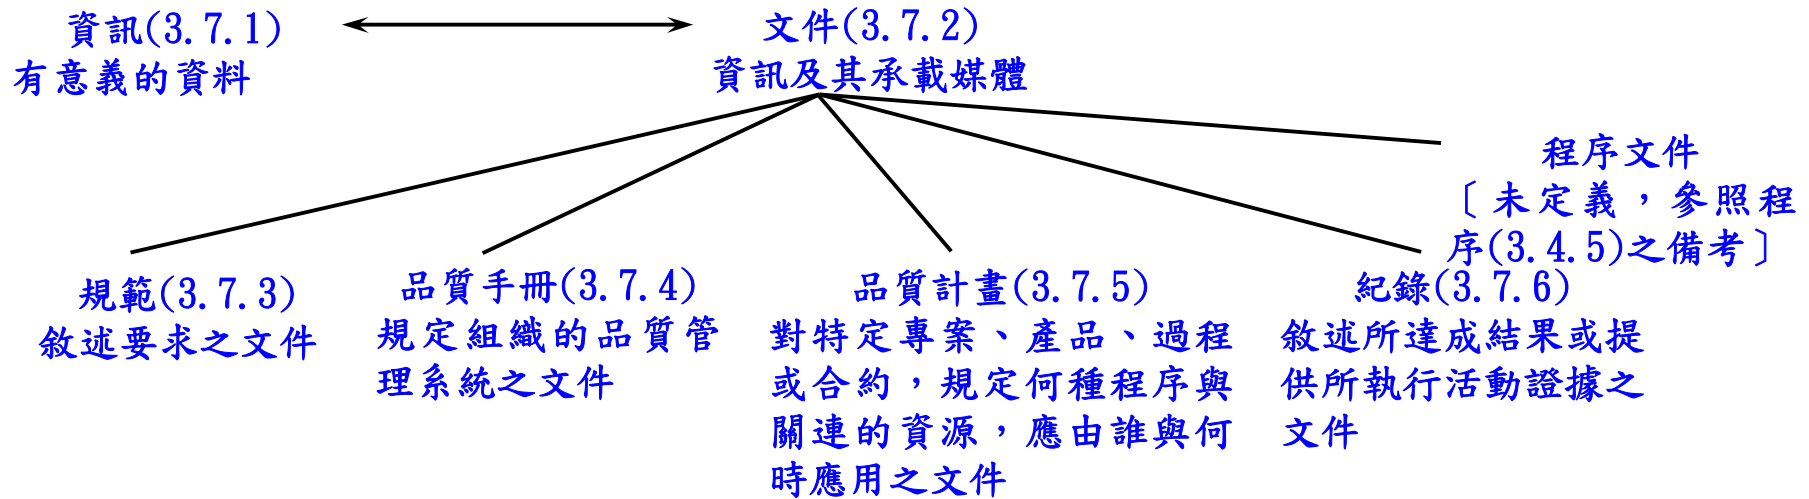 資訊(3.7.1)
有意義的資料
文件(3.7.2)
資訊及其承載媒體
程序文件
〔未定義，參照程
序(3.4.5)之備考〕
規範(3.7.3)
敘述要求之文件
品質手冊(3.7.4)
規定組織的品質管
理系統之文件
品質計畫(3.7.5)
對特定專案、產品、過程
或合約，規定何種程序與
關連的資源，應由誰與何
時應用之文件
紀錄(3.7.6)
敘述所達成結果或提
供所執行活動證據之
文件